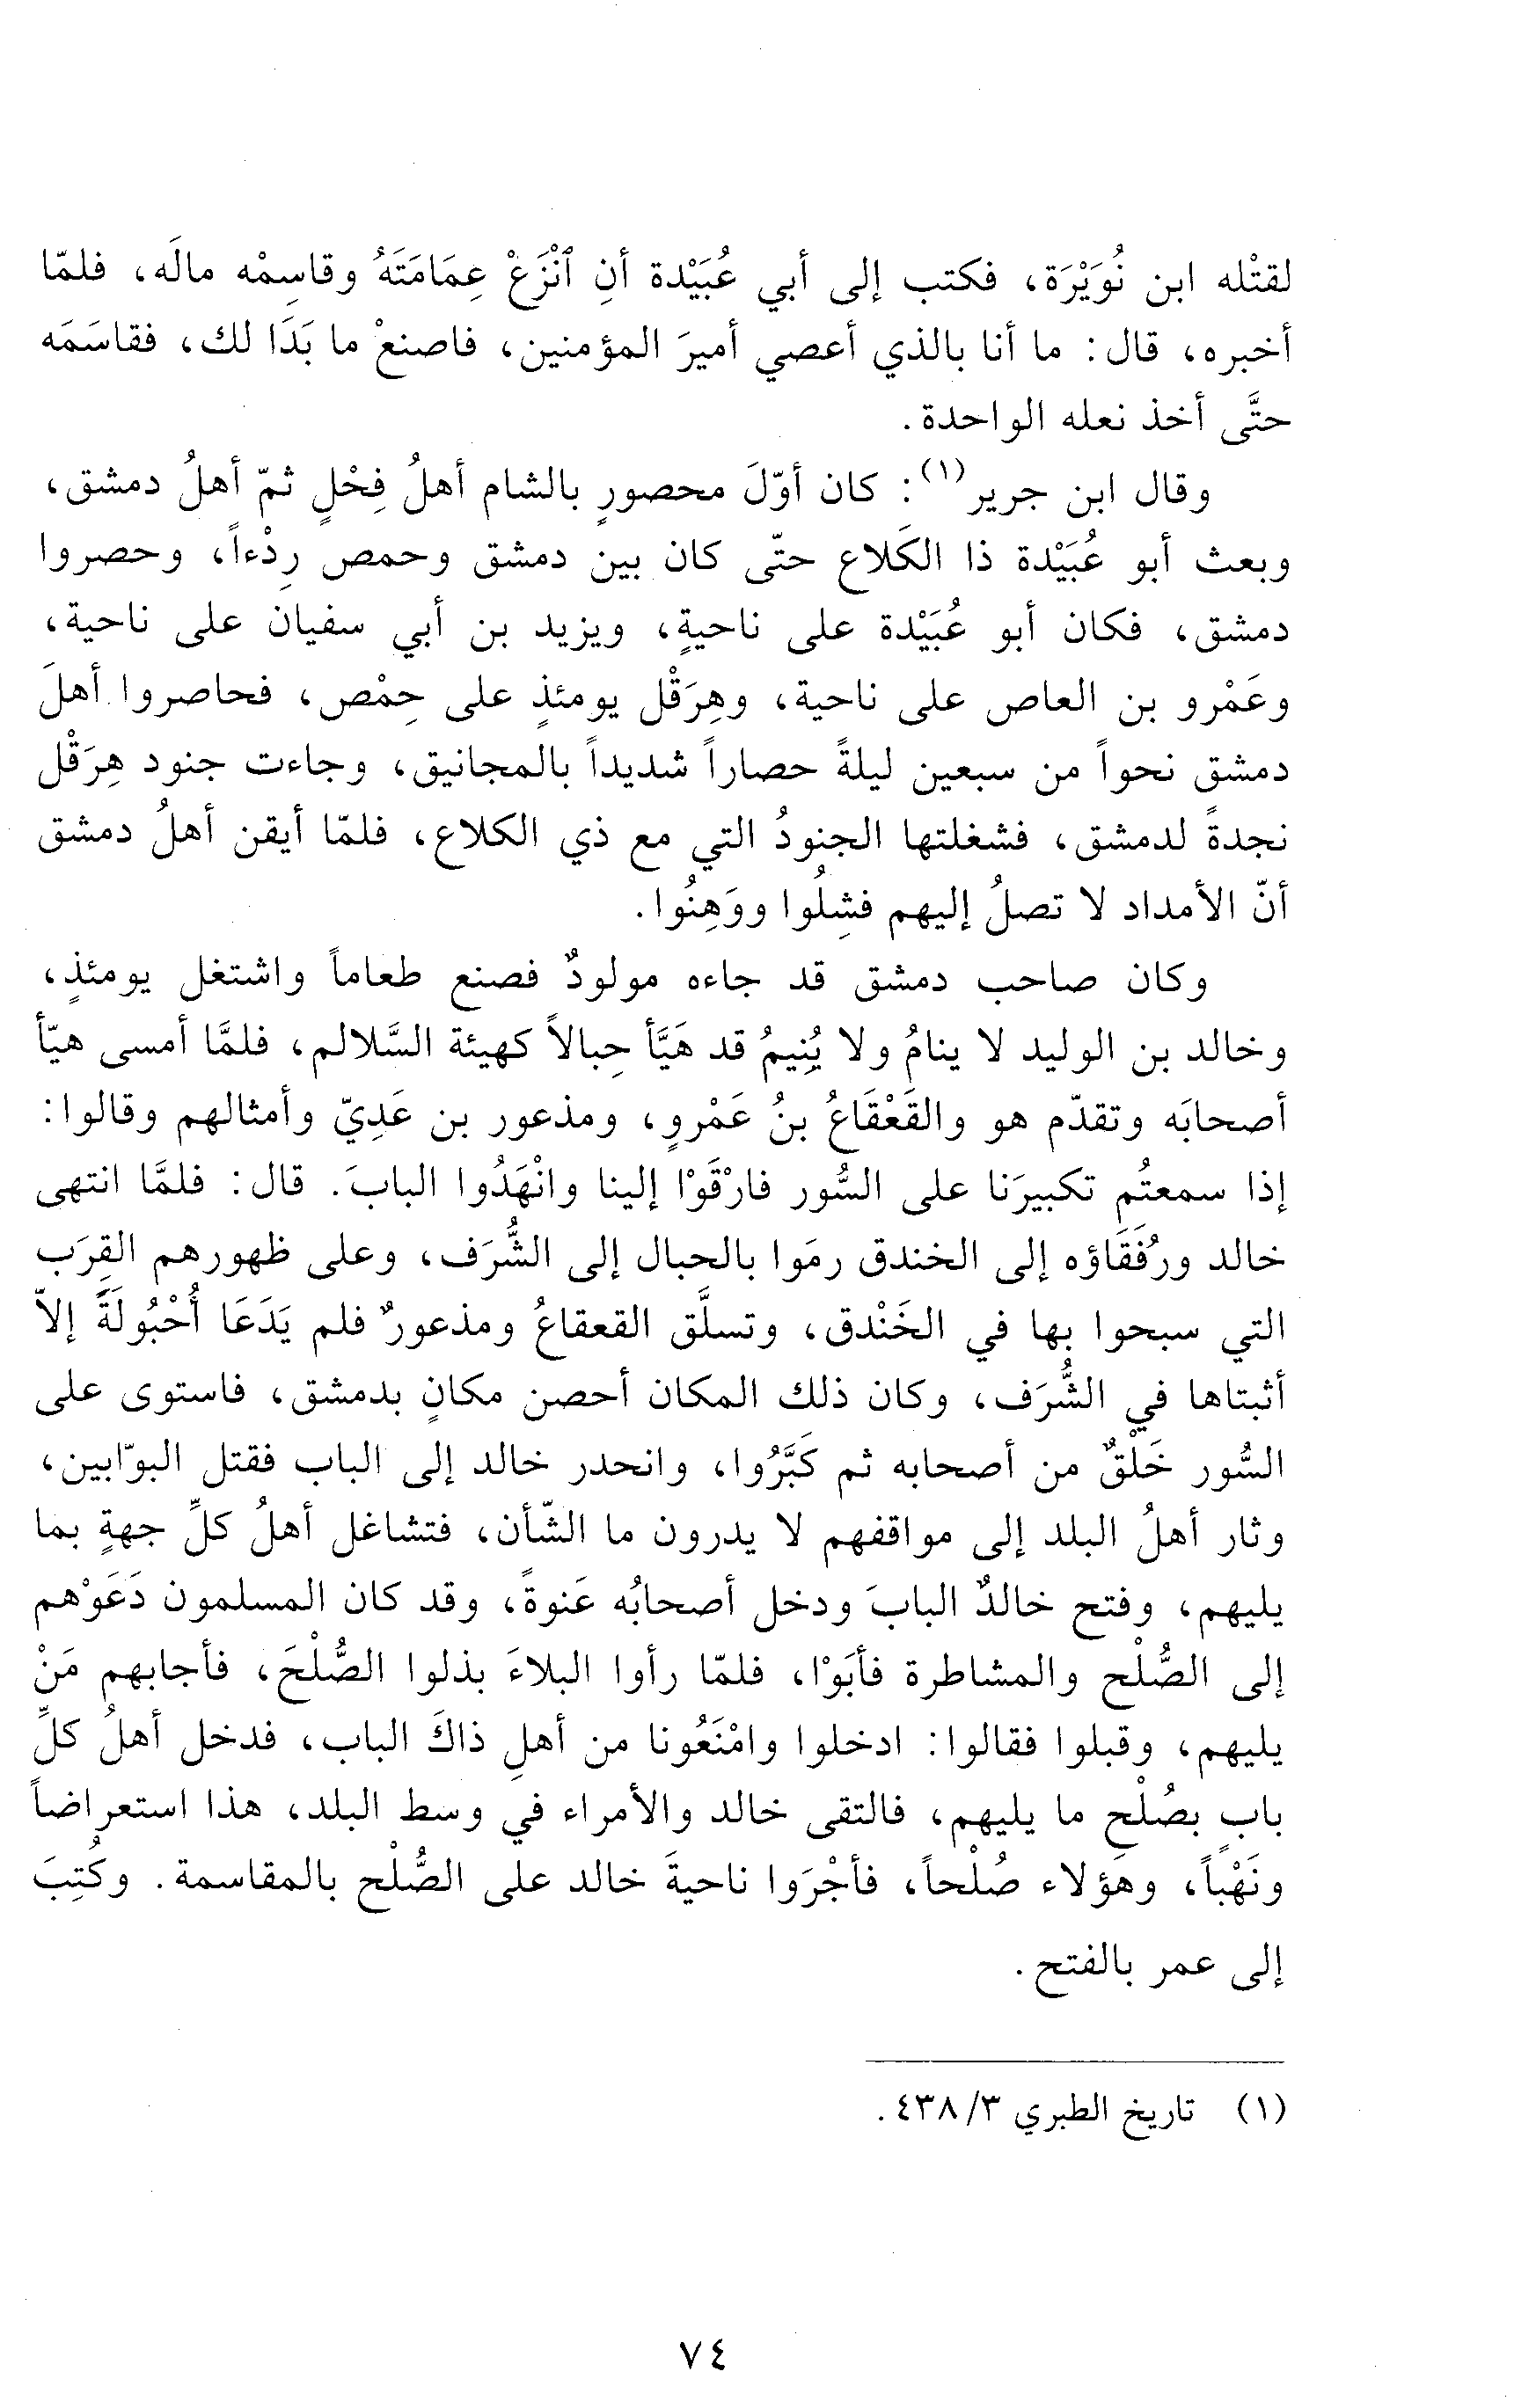 لقتْله ابن نُوَيْرَة، فكتب إلى أبي عُبَيْدة أنِ ٱنْزَعْ عِمَامَتَهُ وقاسِمْه مالَه، فلمّا
أخبره، قال: ما أنا بالذي أعصي أميرَ المؤمنين، فاصنعْ ما بَدَا لك، فقاسَمَه
حتَّى أخذ نعله الواحدة.
وقال ابن جرير(١): كان أوّلَ محصورٍ بالشام أهلُ فِحْلٍ ثمّ أهلُ دمشق،
وبعث أبو عُبَيْدة ذا الكَلاع حتّى كان بين دمشق وحمص رِدْءاً، وحصروا
دمشق، فكان أبو عُبَيْدة على ناحيةٍ، ويزيد بن أبي سفيان على ناحية،
وعَمْرو بن العاص على ناحية، وهِرَقْل يومئذٍ على حِمْص، فحاصروا أهلَ
دمشق نحواً من سبعين ليلةً حصاراً شديداً بالمجانيق، وجاءت جنود هِرَقْل
نجدةً لدمشق، فشغلتها الجنودُ التي مع ذي الكلاع، فلمّا أيقن أهلُ دمشق
أنّ الأمداد لا تصلُ إليهم فشِلُوا ووَهِنُوا.
وكان صاحب دمشق قد جاءه مولودٌ فصنع طعاماً واشتغل يومئذٍ،
وخالد بن الوليد لا ينامُ ولا يُنِيمُ قد هَيَّأ حِبالاً كهيئة السَّلالم، فلمَّا أمسى هيّأ
أصحابَه وتقدّم هو والقَعْقَاعُ بنُ عَمْرٍو، ومذعور بن عَدِيّ وأمثالهم وقالوا:
إذا سمعتُم تكبيرَنا على السُّور فارْقَوْا إلينا وانْهَدُوا البابَ. قال: فلمَّا انتهى
خالد ورُفَقَاؤه إلى الخندق رمَوا بالحبال إلى الشُّرَف، وعلى ظهورهم القِرَب
التي سبحوا بها في الخَنْدق، وتسلَّق القعقاعُ ومذعورٌ فلم يَدَعَا أُحْبُولَةً إلاّ
أثبتاها في الشُّرَف، وكان ذلك المكان أحصن مكانٍ بدمشق، فاستوى على
السُّور خَلْقٌ من أصحابه ثم كَبَّرُوا، وانحدر خالد إلى الباب فقتل البوّابين،
وثار أهلُ البلد إلى مواقفهم لا يدرون ما الشّأن، فتشاغل أهلُ كلِّ جهةٍ بما
يليهم، وفتح خالدٌ البابَ ودخل أصحابُه عَنوةً، وقد كان المسلمون دَعَوْهم
إلى الصُّلْح والمشاطرة فأبَوْا، فلمّا رأوا البلاءَ بذلوا الصُّلْحَ، فأجابهم مَنْ
يليهم، وقبلوا فقالوا: ادخلوا وامْنَعُونا من أهلِ ذاكَ الباب، فدخل أهلُ كلِّ
بابٍ بصُلْحِ ما يليهم، فالتقى خالد والأمراء في وسط البلد، هذا استعراضاً
ونَهْباً، وهؤلاء صُلْحاً، فأجْرَوا ناحيةَ خالد على الصُّلْح بالمقاسمة. وكُتِبَ
إلى عمر بالفتح.
(١) تاريخ الطبري ٣/ ٤٣٨.
٧٤